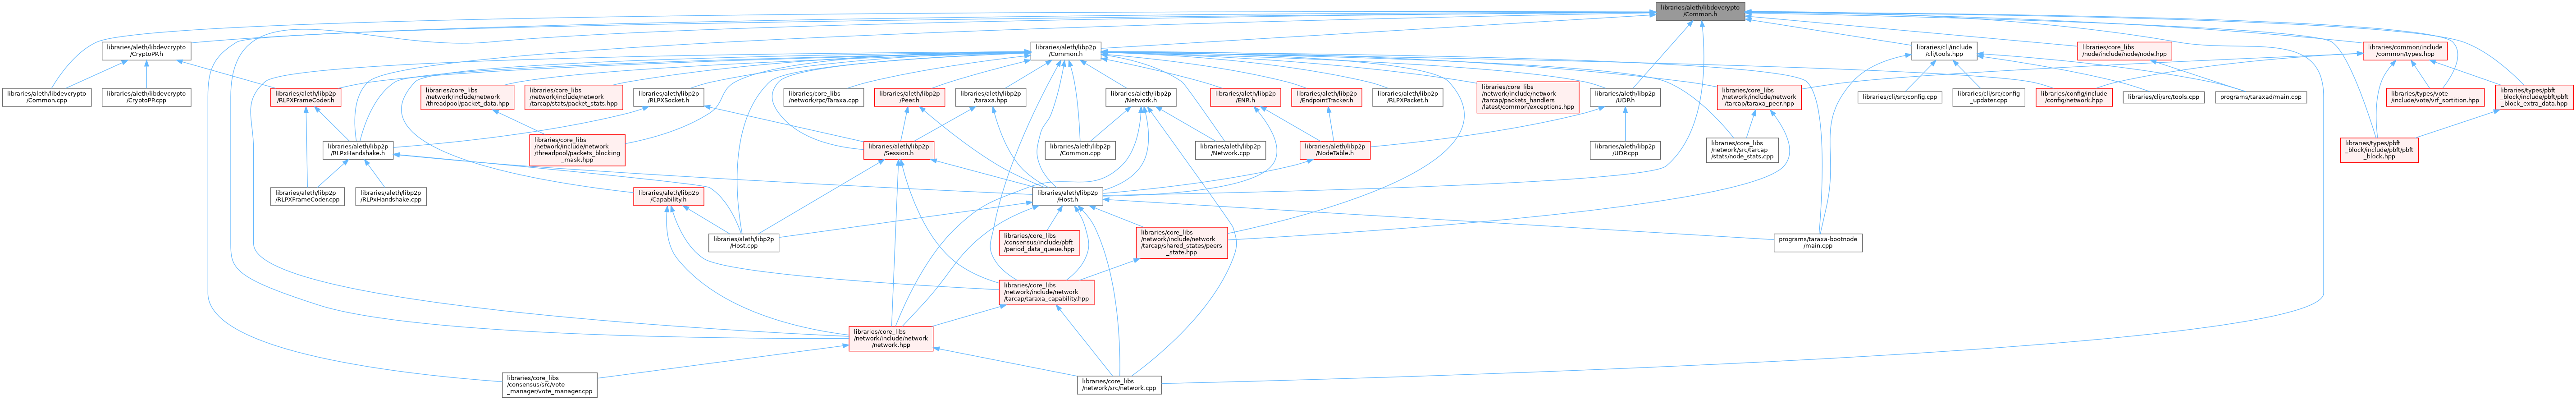 libraries/aleth/libdevcrypto
/Common.h
libraries/aleth/libdevcrypto
/CryptoPP.h
libraries/aleth/libp2p
/Common.h
libraries/cli/include
/cli/tools.hpp
libraries/core_libs
/node/include/node/node.hpp
libraries/common/include
/common/types.hpp
libraries/aleth/libdevcrypto
/Common.cpp
libraries/aleth/libdevcrypto
/CryptoPP.cpp
libraries/aleth/libp2p
/RLPXFrameCoder.h
libraries/core_libs
/network/include/network
/threadpool/packet_data.hpp
libraries/core_libs
/network/include/network
/tarcap/stats/packet_stats.hpp
libraries/aleth/libp2p
/RLPXSocket.h
libraries/core_libs
/network/rpc/Taraxa.cpp
libraries/aleth/libp2p
/Peer.h
libraries/aleth/libp2p
/taraxa.hpp
libraries/aleth/libp2p
/Network.h
libraries/aleth/libp2p
/ENR.h
libraries/aleth/libp2p
/EndpointTracker.h
libraries/aleth/libp2p
/RLPXPacket.h
libraries/core_libs
/network/include/network
/tarcap/packets_handlers
/latest/common/exceptions.hpp
libraries/aleth/libp2p
/UDP.h
libraries/core_libs
/network/include/network
/tarcap/taraxa_peer.hpp
libraries/cli/src/config.cpp
libraries/cli/src/config
_updater.cpp
libraries/config/include
/config/network.hpp
libraries/cli/src/tools.cpp
programs/taraxad/main.cpp
libraries/types/vote
/include/vote/vrf_sortition.hpp
libraries/types/pbft
_block/include/pbft/pbft
_block_extra_data.hpp
libraries/aleth/libp2p
/RLPxHandshake.h
libraries/core_libs
/network/include/network
/threadpool/packets_blocking
_mask.hpp
libraries/aleth/libp2p
/Session.h
libraries/aleth/libp2p
/Common.cpp
libraries/aleth/libp2p
/Network.cpp
libraries/aleth/libp2p
/NodeTable.h
libraries/aleth/libp2p
/UDP.cpp
libraries/core_libs
/network/src/tarcap
/stats/node_stats.cpp
libraries/types/pbft
_block/include/pbft/pbft
_block.hpp
libraries/aleth/libp2p
/RLPXFrameCoder.cpp
libraries/aleth/libp2p
/RLPxHandshake.cpp
libraries/aleth/libp2p
/Capability.h
libraries/aleth/libp2p
/Host.h
libraries/aleth/libp2p
/Host.cpp
libraries/core_libs
/consensus/include/pbft
/period_data_queue.hpp
libraries/core_libs
/network/include/network
/tarcap/shared_states/peers
_state.hpp
programs/taraxa-bootnode
/main.cpp
libraries/core_libs
/network/include/network
/tarcap/taraxa_capability.hpp
libraries/core_libs
/network/include/network
/network.hpp
libraries/core_libs
/consensus/src/vote
_manager/vote_manager.cpp
libraries/core_libs
/network/src/network.cpp